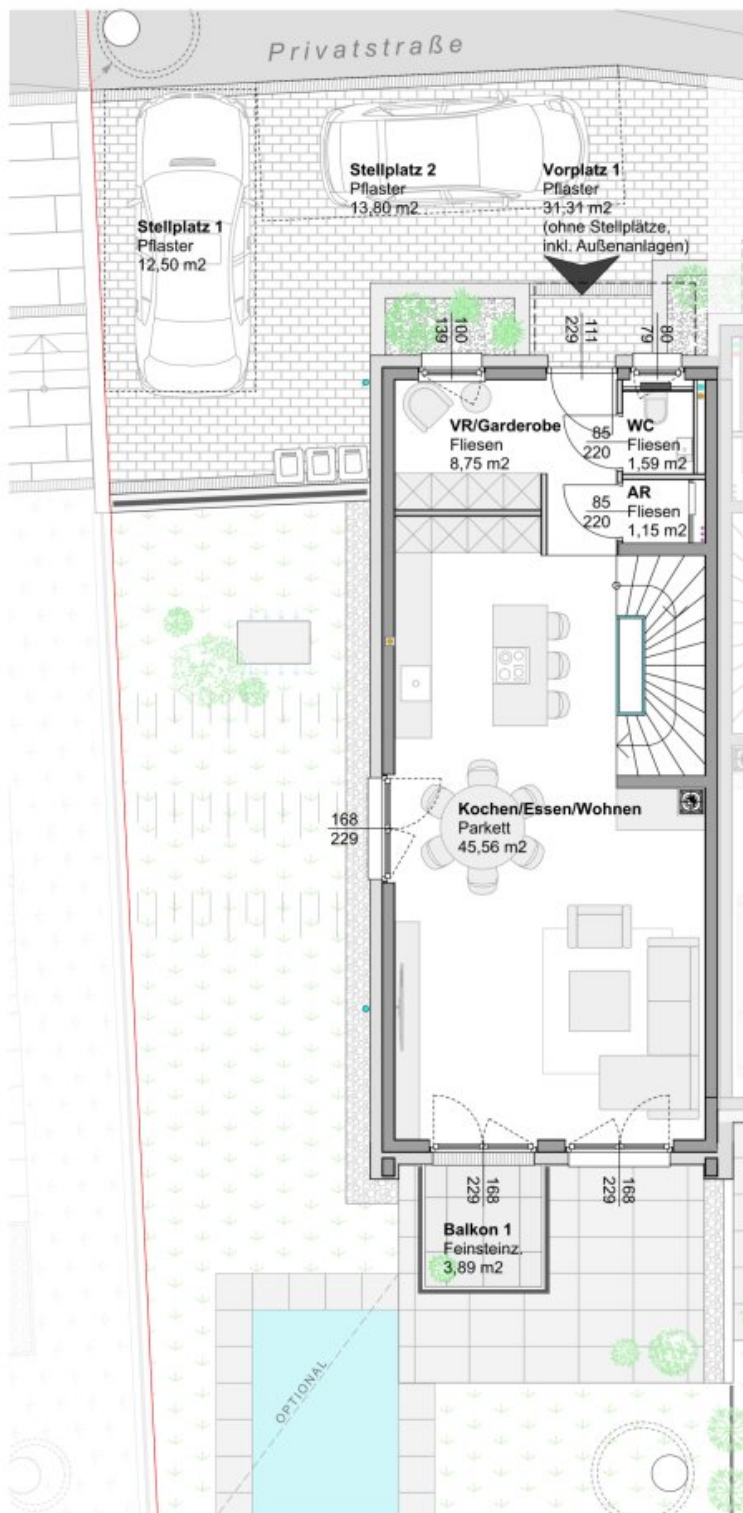 Privatstraße
Stellplatz 2
Pflaster
13,80 m2
Vorplatz 1
Pflaster
31,31 m2
(ohne Stellplätze,
inkl. Außenanlagen)
Stellplatz 1
Pflaster
12,50 m2
100
139
111
229
80
79
VR/Garderobe
Fliesen
8,75 m2
85
220
WC
Fliesen
1,59 m2
AR
Fliesen
1,15 m2
85
220
Kochen/Essen/Wohnen
Parkett
45,56 m2
168
229
168
229
168
229
Balkon 1
Feinsteinz.
3,89 m2
OPTIONAL